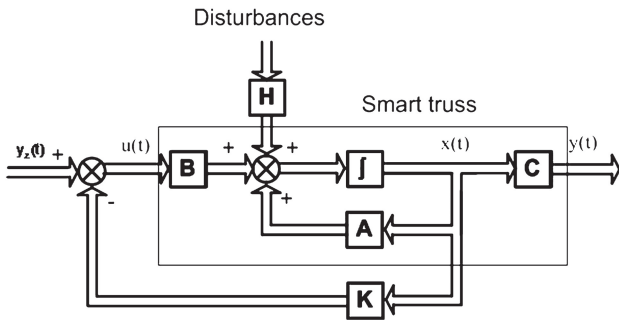 Disturbances
H
Smart truss
y_z(t) + u(t) + + x(t) y(t)
B ∫ C
- +
A
K